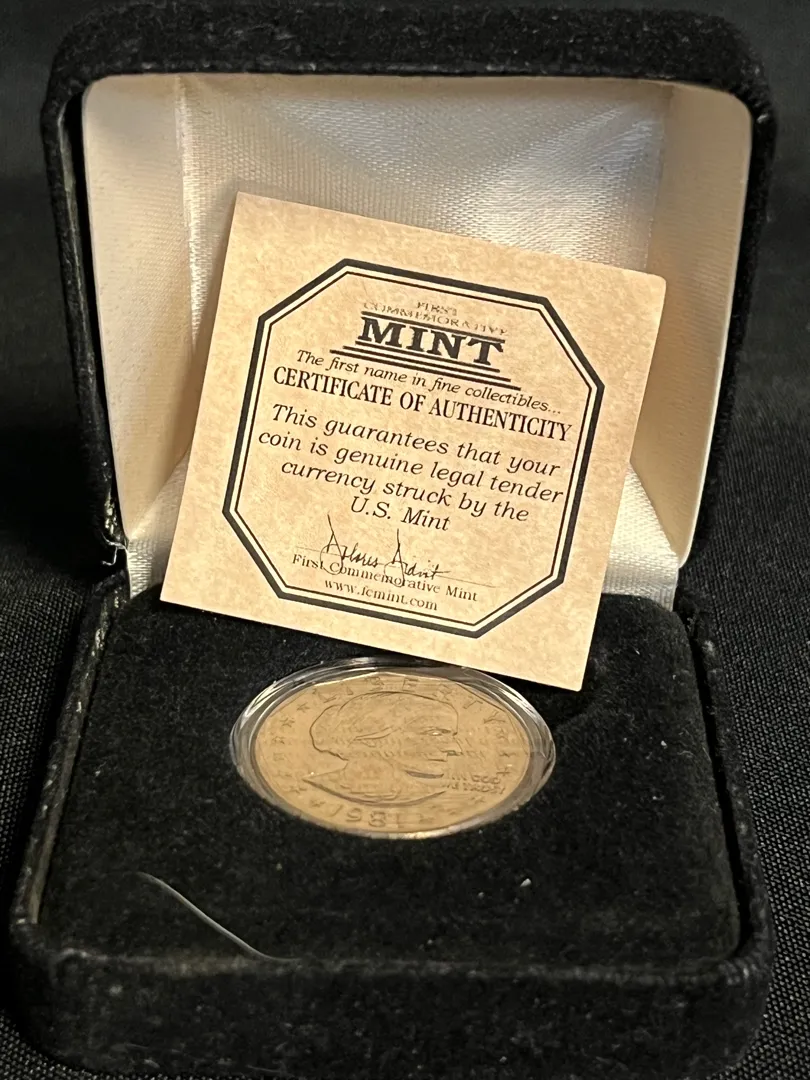 FIRST
COMMEMORATIVE
MINT
The first name in fine collectibles...
CERTIFICATE OF AUTHENTICITY
This guarantees that your
coin is genuine legal tender
currency struck by the
U.S. Mint
First Commemorative Mint
www.fcmint.com
LIBERTY
IN GOD
WE TRUST
1981